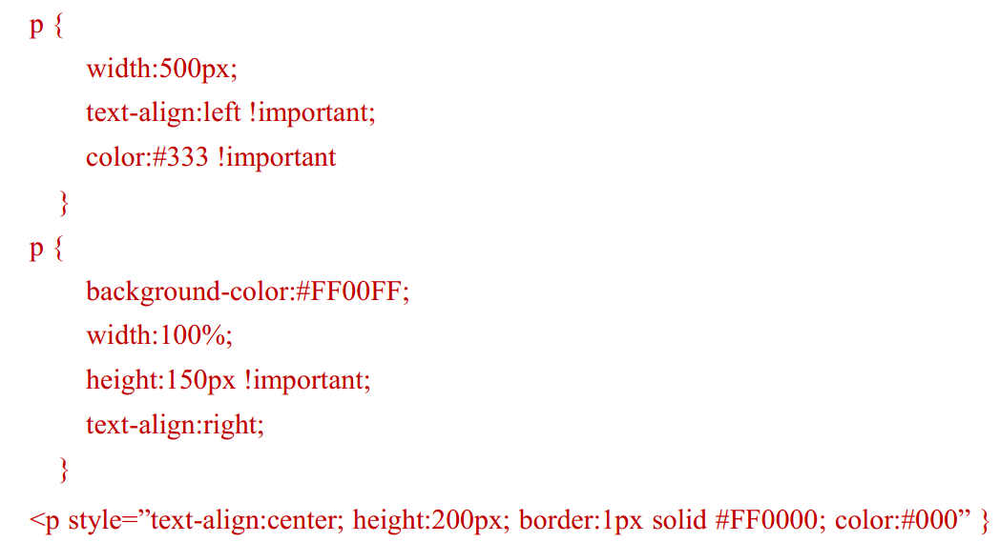 p {
width:500px;
text-align:left !important;
color:#333 !important
}
p {
background-color:#FF00FF;
width:100%;
height:150px !important;
text-align:right;
}
<p style=”text-align:center; height:200px; border:1px solid #FF0000; color:#000” }